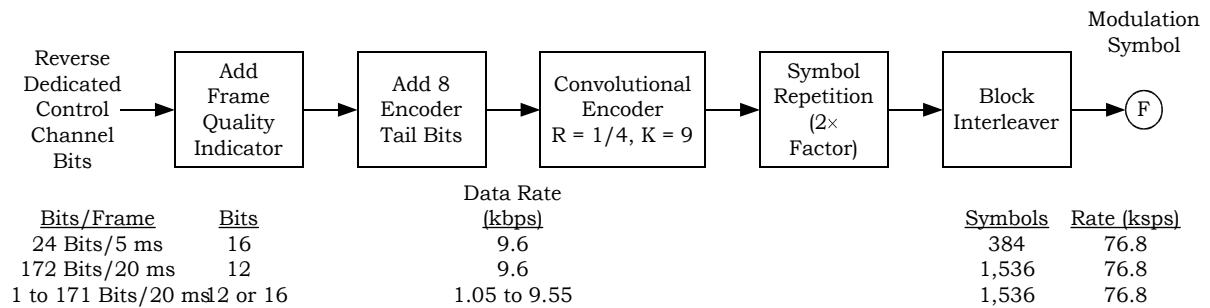 Modulation
Symbol
Reverse
Dedicated
Control
Channel
Bits
Add
Frame
Quality
Indicator
Add 8
Encoder
Tail Bits
Convolutional
Encoder
R = 1/4, K = 9
Symbol
Repetition
(2×
Factor)
Block
Interleaver
F
Data Rate
Bits/Frame Bits (kbps) Symbols Rate (ksps)
24 Bits/5 ms 16 9.6 384 76.8
172 Bits/20 ms 12 9.6 1,536 76.8
1 to 171 Bits/20 ms 12 or 16 1.05 to 9.55 1,536 76.8